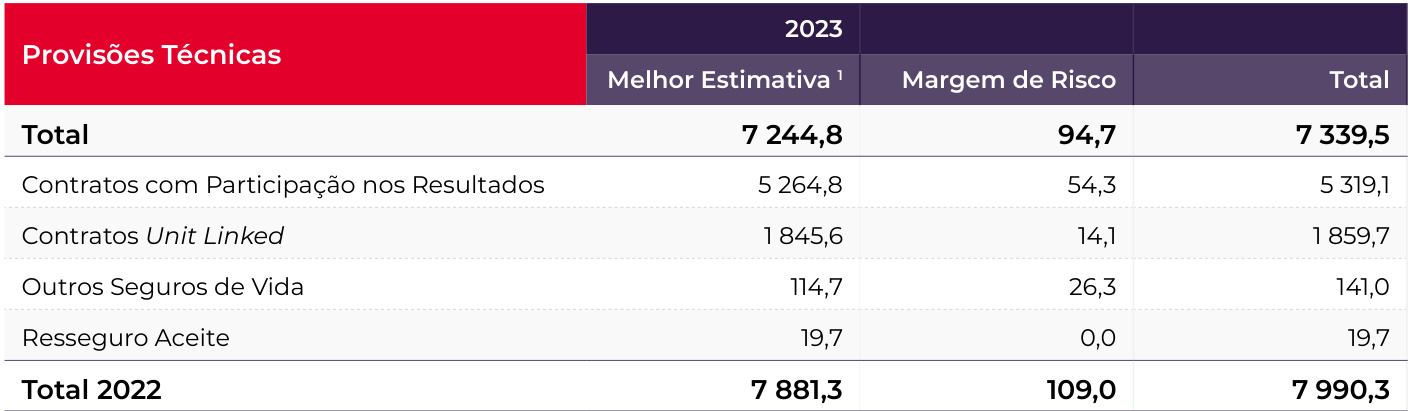 Provisões Técnicas
2023
Melhor Estimativa ¹ Margem de Risco Total
Total 7 244,8 94,7 7 339,5
Contratos com Participação nos Resultados 5 264,8 54,3 5 319,1
Contratos Unit Linked 1 845,6 14,1 1 859,7
Outros Seguros de Vida 114,7 26,3 141,0
Resseguro Aceite 19,7 0,0 19,7
Total 2022 7 881,3 109,0 7 990,3